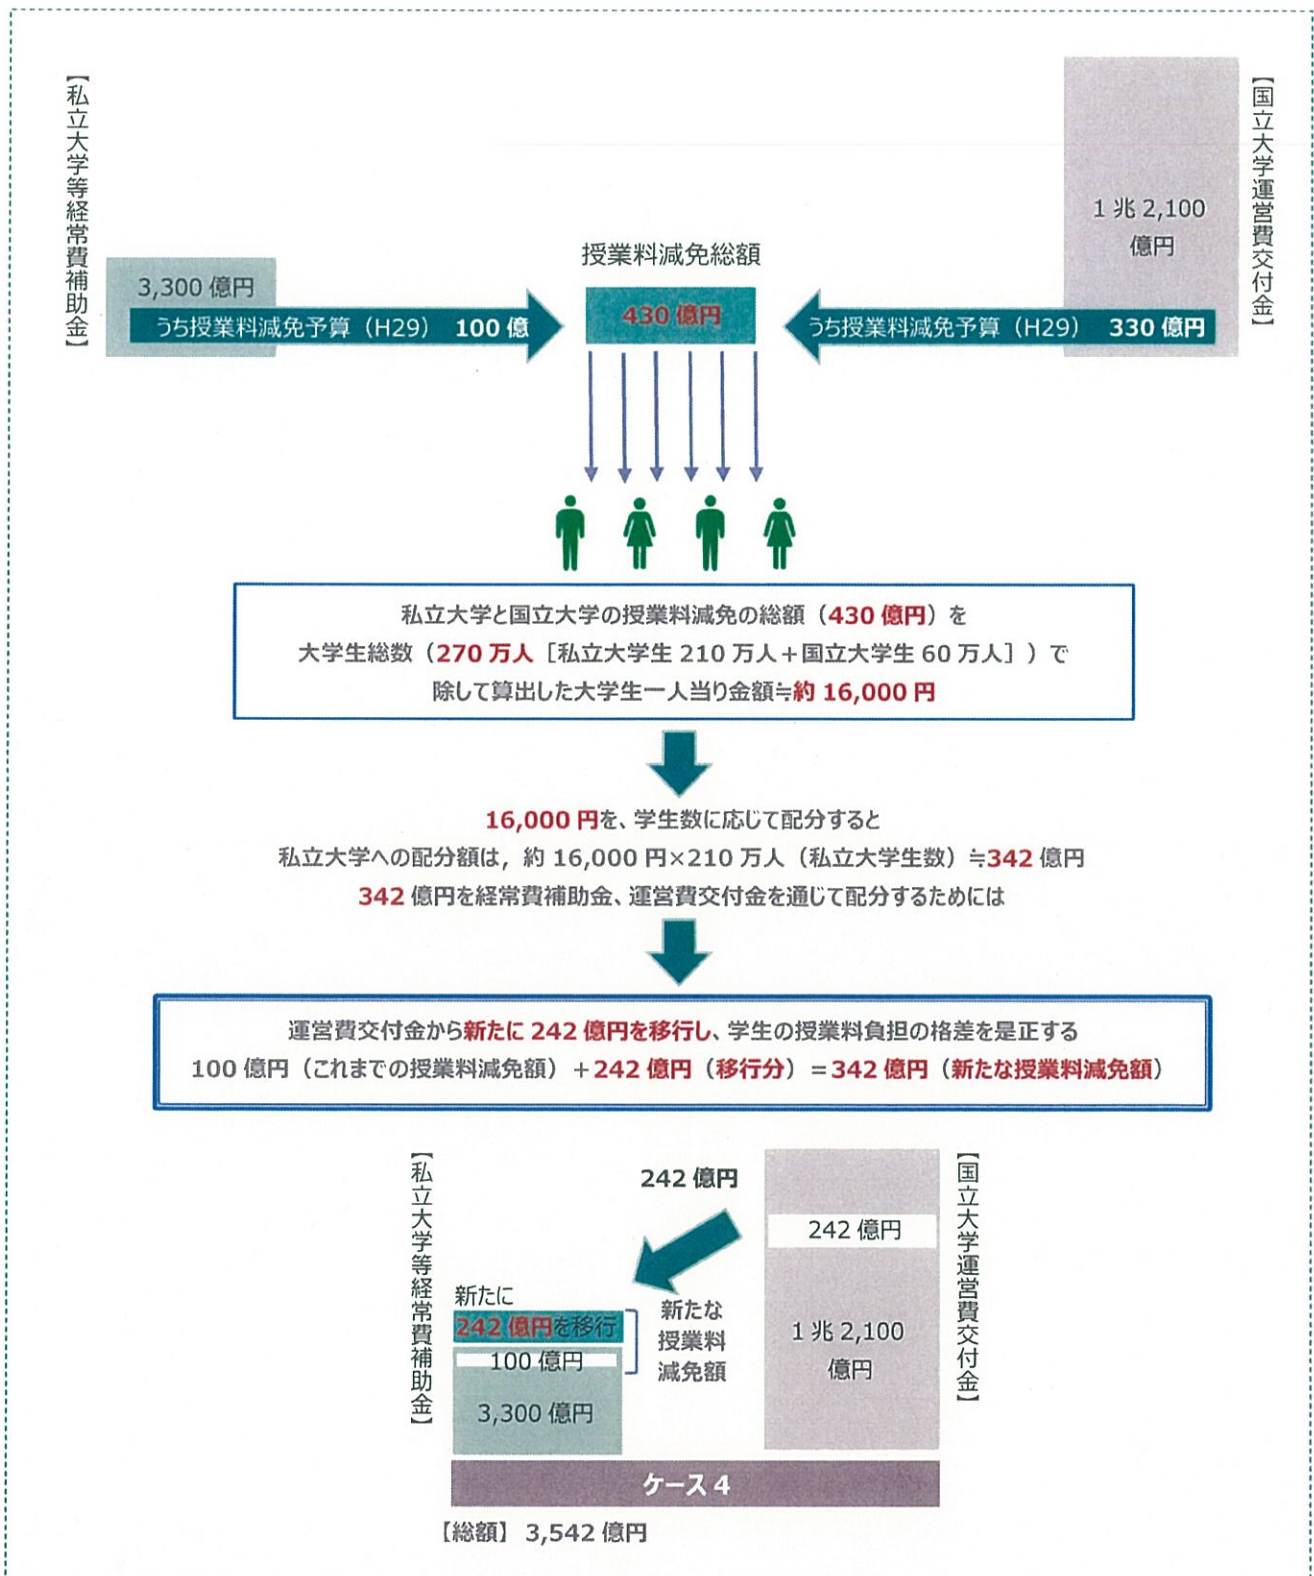 【私立大学等経常費補助金】
【国立大学運営費交付金】
1 兆 2,100
億円
授業料減免総額
3,300 億円
430 億円
うち授業料減免予算（H29） 100 億
うち授業料減免予算（H29） 330 億円
私立大学と国立大学の授業料減免の総額（430 億円）を
大学生総数（270 万人［私立大学生 210 万人＋国立大学生 60 万人］）で
除して算出した大学生一人当り金額≒約 16,000 円
16,000 円を、学生数に応じて配分すると
私立大学への配分額は，約 16,000 円×210 万人（私立大学生数）≒342 億円
342 億円を経常費補助金、運営費交付金を通じて配分するためには
運営費交付金から新たに 242 億円を移行し、学生の授業料負担の格差を是正する
100 億円（これまでの授業料減免額）＋242 億円（移行分）＝342 億円（新たな授業料減免額）
【私立大学等経常費補助金】
242 億円
【国立大学運営費交付金】
242 億円
新たに
242 億円を移行
新たな
授業料
減免額
100 億円
3,300 億円
1 兆 2,100
億円
ケース 4
【総額】 3,542 億円